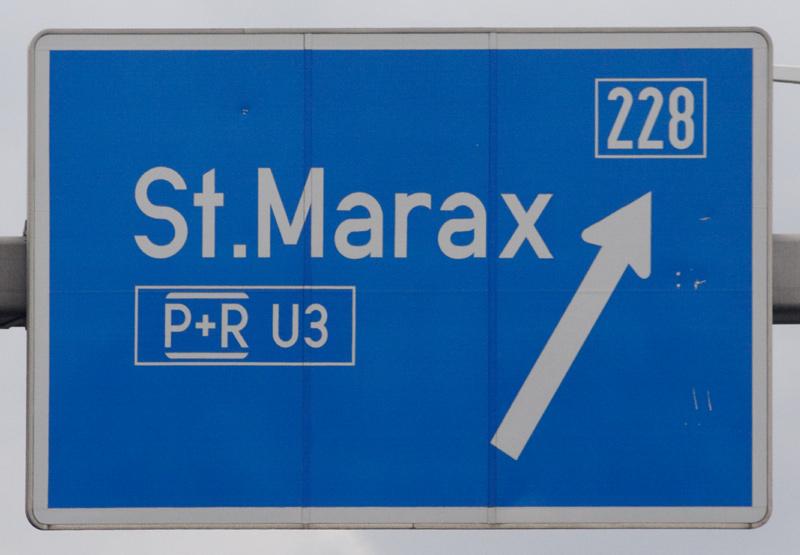 228
St.Marax
P+R U3